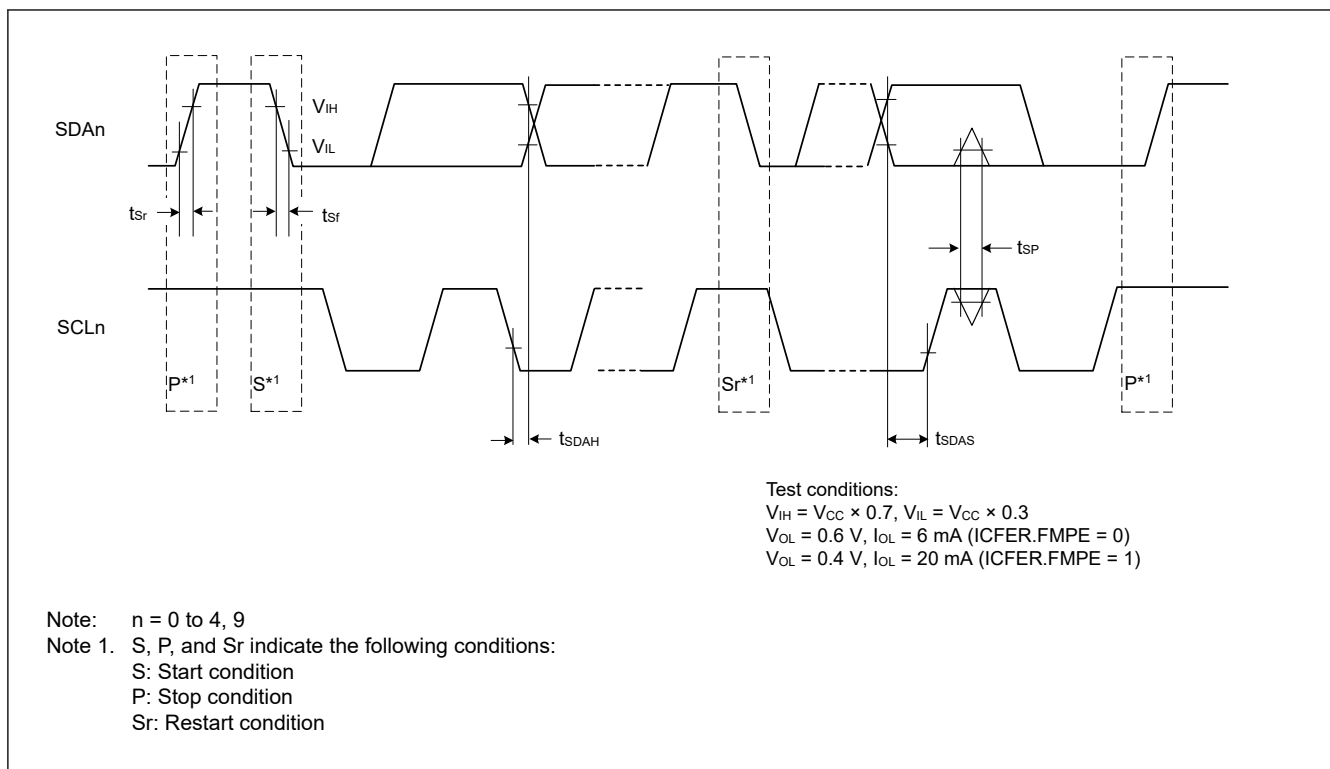 SDAn
VIH
VIL
tSr
tSf
tSP
SCLn
P*1
S*1
Sr*1
P*1
tSDAH
tSDAS
Test conditions:
VIH = VCC × 0.7, VIL = VCC × 0.3
VOL = 0.6 V, IOL = 6 mA (ICFER.FMPE = 0)
VOL = 0.4 V, IOL = 20 mA (ICFER.FMPE = 1)
Note: n = 0 to 4, 9
Note 1. S, P, and Sr indicate the following conditions:
S: Start condition
P: Stop condition
Sr: Restart condition